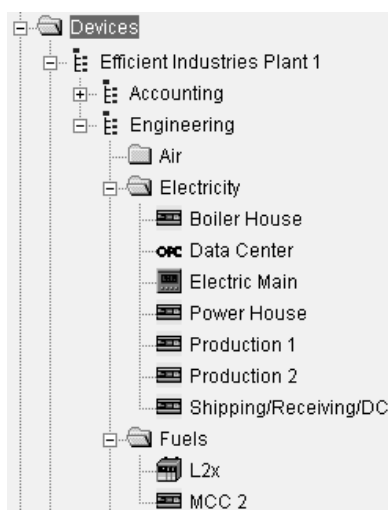 Devices
Efficient Industries Plant 1
Accounting
Engineering
Air
Electricity
Boiler House
OPC Data Center
Electric Main
Power House
Production 1
Production 2
Shipping/Receiving/DC
Fuels
L2x
MCC 2